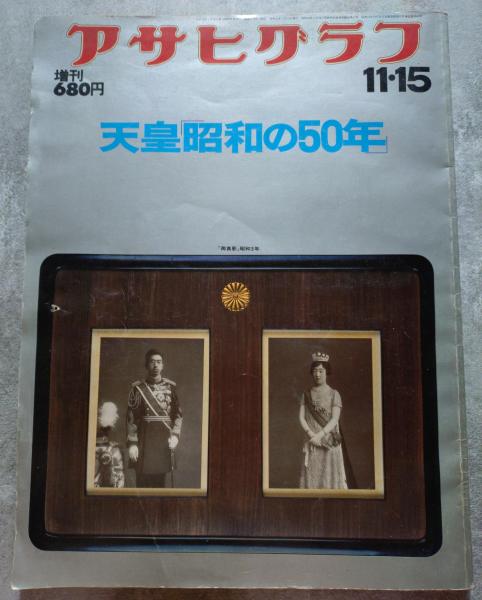 アサヒグラフ
増刊
680円
11・15
天皇「昭和の50年」
「御真影」昭和3年